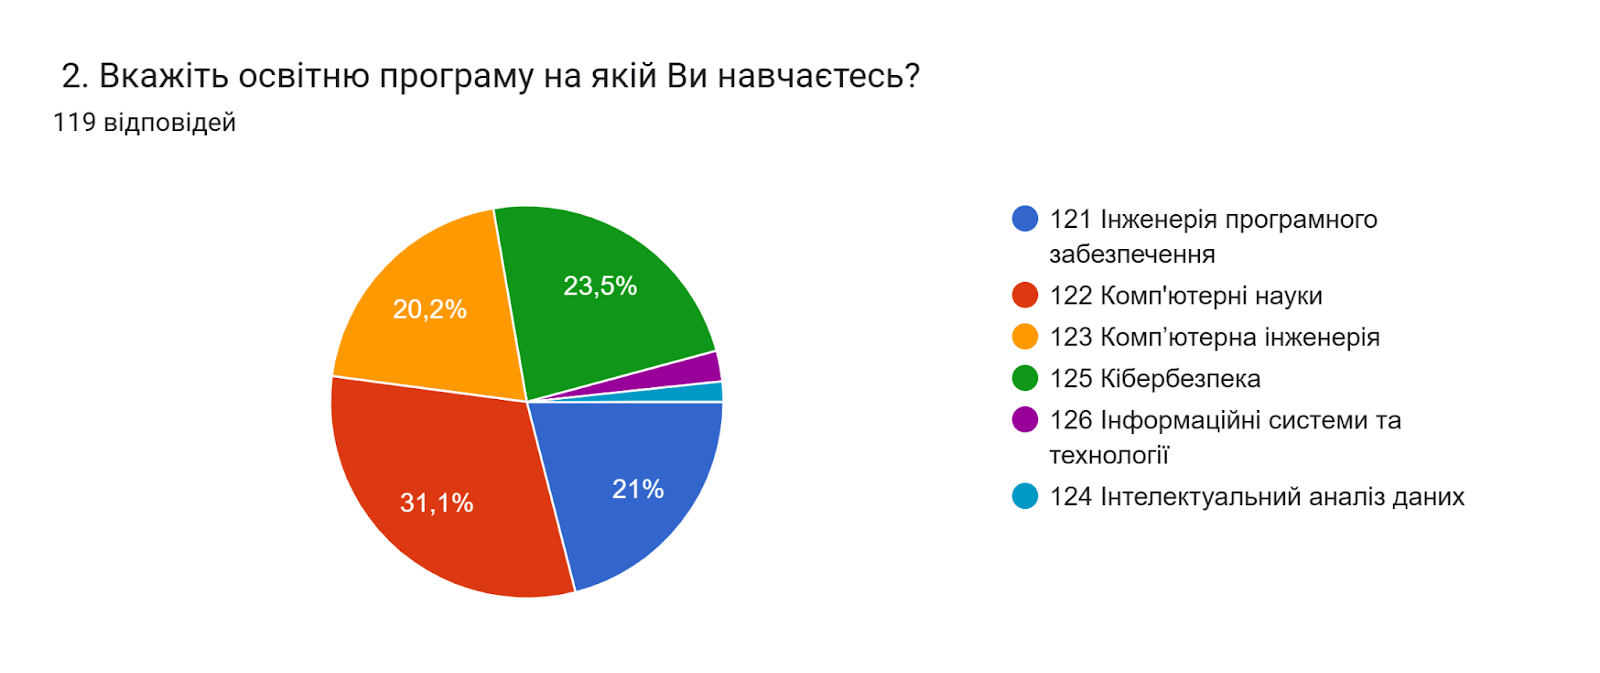 2. Вкажіть освітню програму на якій Ви навчаєтесь?
119 відповідей
23,5%
20,2%
31,1%
21%
121 Інженерія програмного
забезпечення
122 Комп'ютерні науки
123 Комп’ютерна інженерія
125 Кібербезпека
126 Інформаційні системи та
технології
124 Інтелектуальний аналіз даних